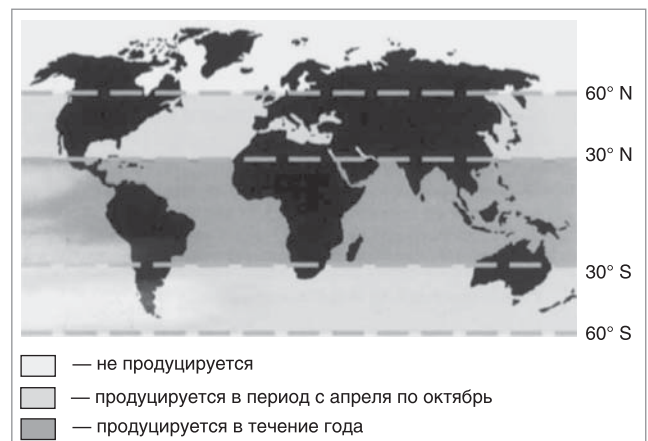 60° N
30° N
30° S
60° S
— не продуцируется
— продуцируется в период с апреля по октябрь
— продуцируется в течение года